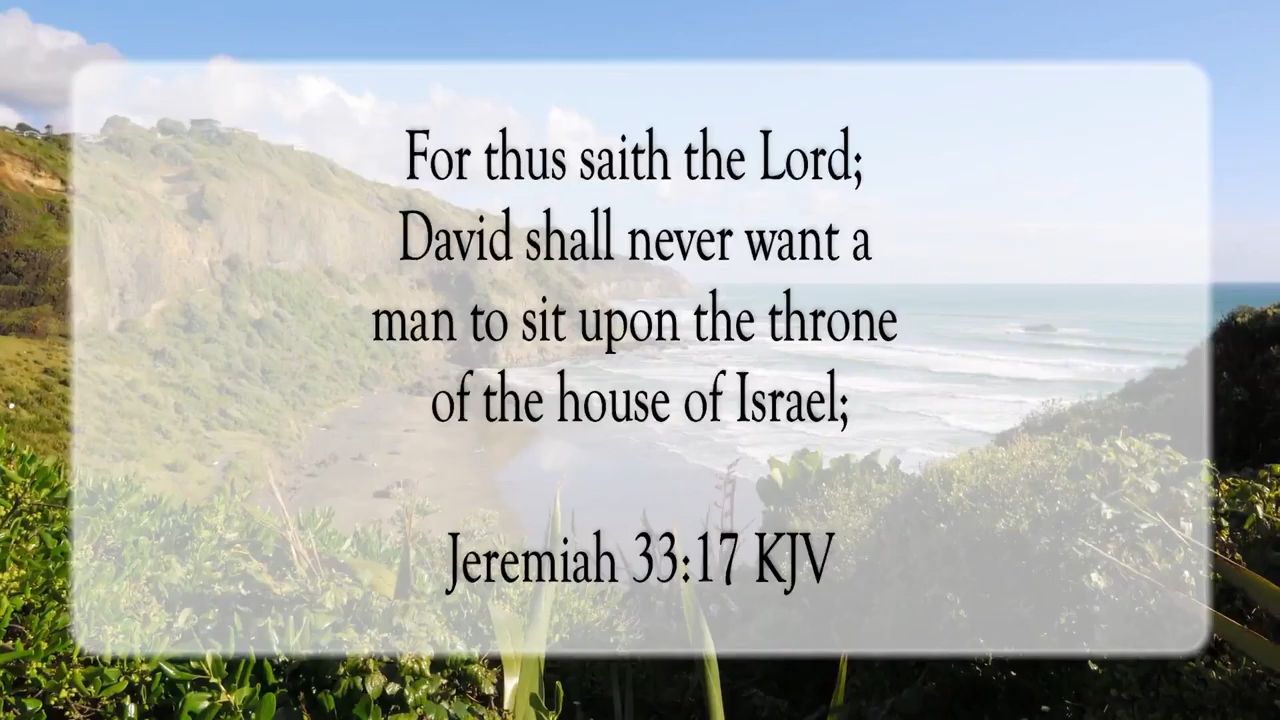 For thus saith the Lord;
David shall never want a
man to sit upon the throne
of the house of Israel;
Jeremiah 33:17 KJV